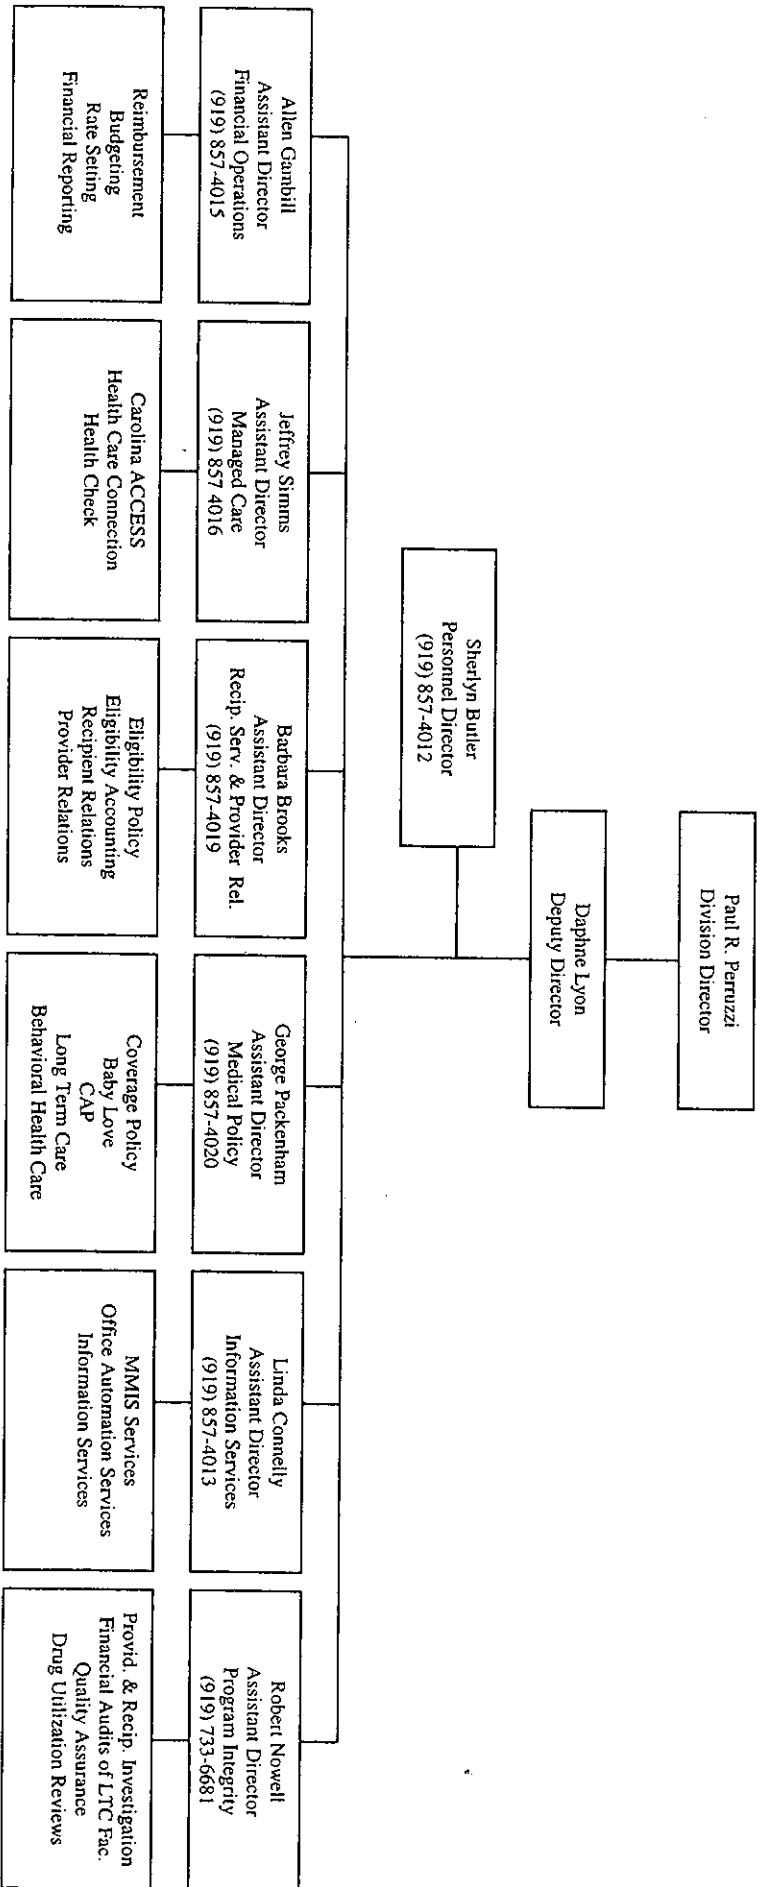 Paul R. Perruzzi
Division Director
Daphne Lyon
Deputy Director
Sherlyn Butler
Personnel Director
(919) 857-4012
Allen Gambill
Assistant Director
Financial Operations
(919) 857-4015
Jeffrey Simms
Assistant Director
Managed Care
(919) 857 4016
Barbara Brooks
Assistant Director
Recip. Serv. & Provider Rel.
(919) 857-4019
George Packenham
Assistant Director
Medical Policy
(919) 857-4020
Linda Connelly
Assistant Director
Information Services
(919) 857-4013
Robert Nowell
Assistant Director
Program Integrity
(919) 733-6681
Reimbursement
Budgeting
Rate Setting
Financial Reporting
Carolina ACCESS
Health Care Connection
Health Check
Eligibility Policy
Eligibility Accounting
Recipient Relations
Provider Relations
Coverage Policy
Baby Love
CAP
Long Term Care
Behavioral Health Care
MMIS Services
Office Automation Services
Information Services
Provid. & Recip. Investigation
Financial Audits of LTC Fac.
Quality Assurance
Drug Utilization Reviews